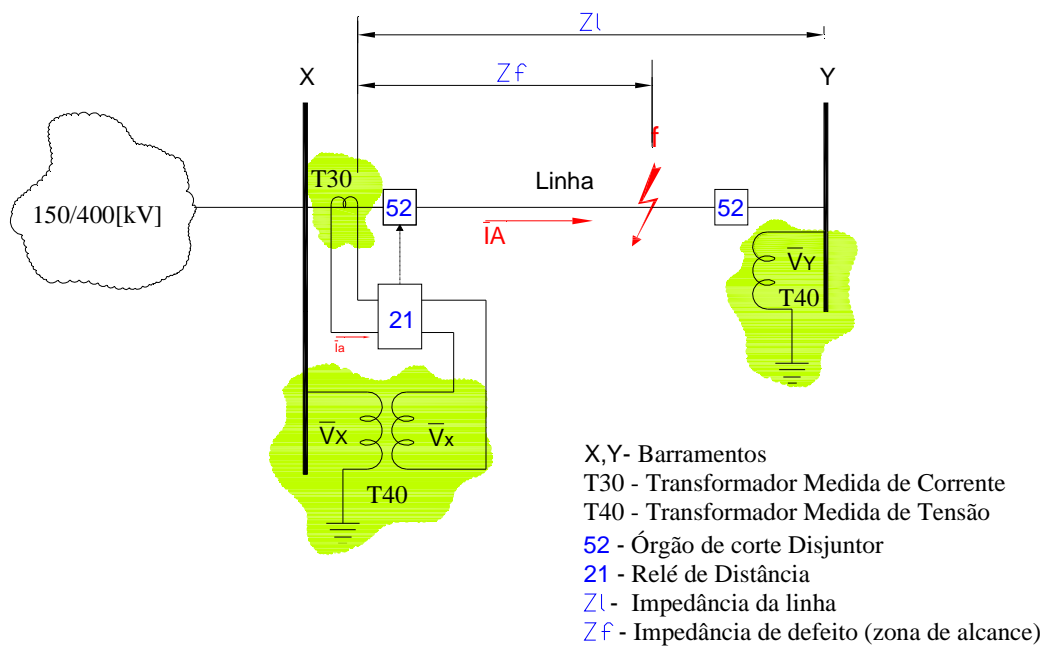 Zl
X
Zf
Y
f
T30
Linha
150/400[kV]
52
52
IA
VY
T40
21
Ia
VX
Vx
T40
X,Y- Barramentos
T30 - Transformador Medida de Corrente
T40 - Transformador Medida de Tensão
52 - Órgão de corte Disjuntor
21 - Relé de Distância
Zl - Impedância da linha
Zf - Impedância de defeito (zona de alcance)